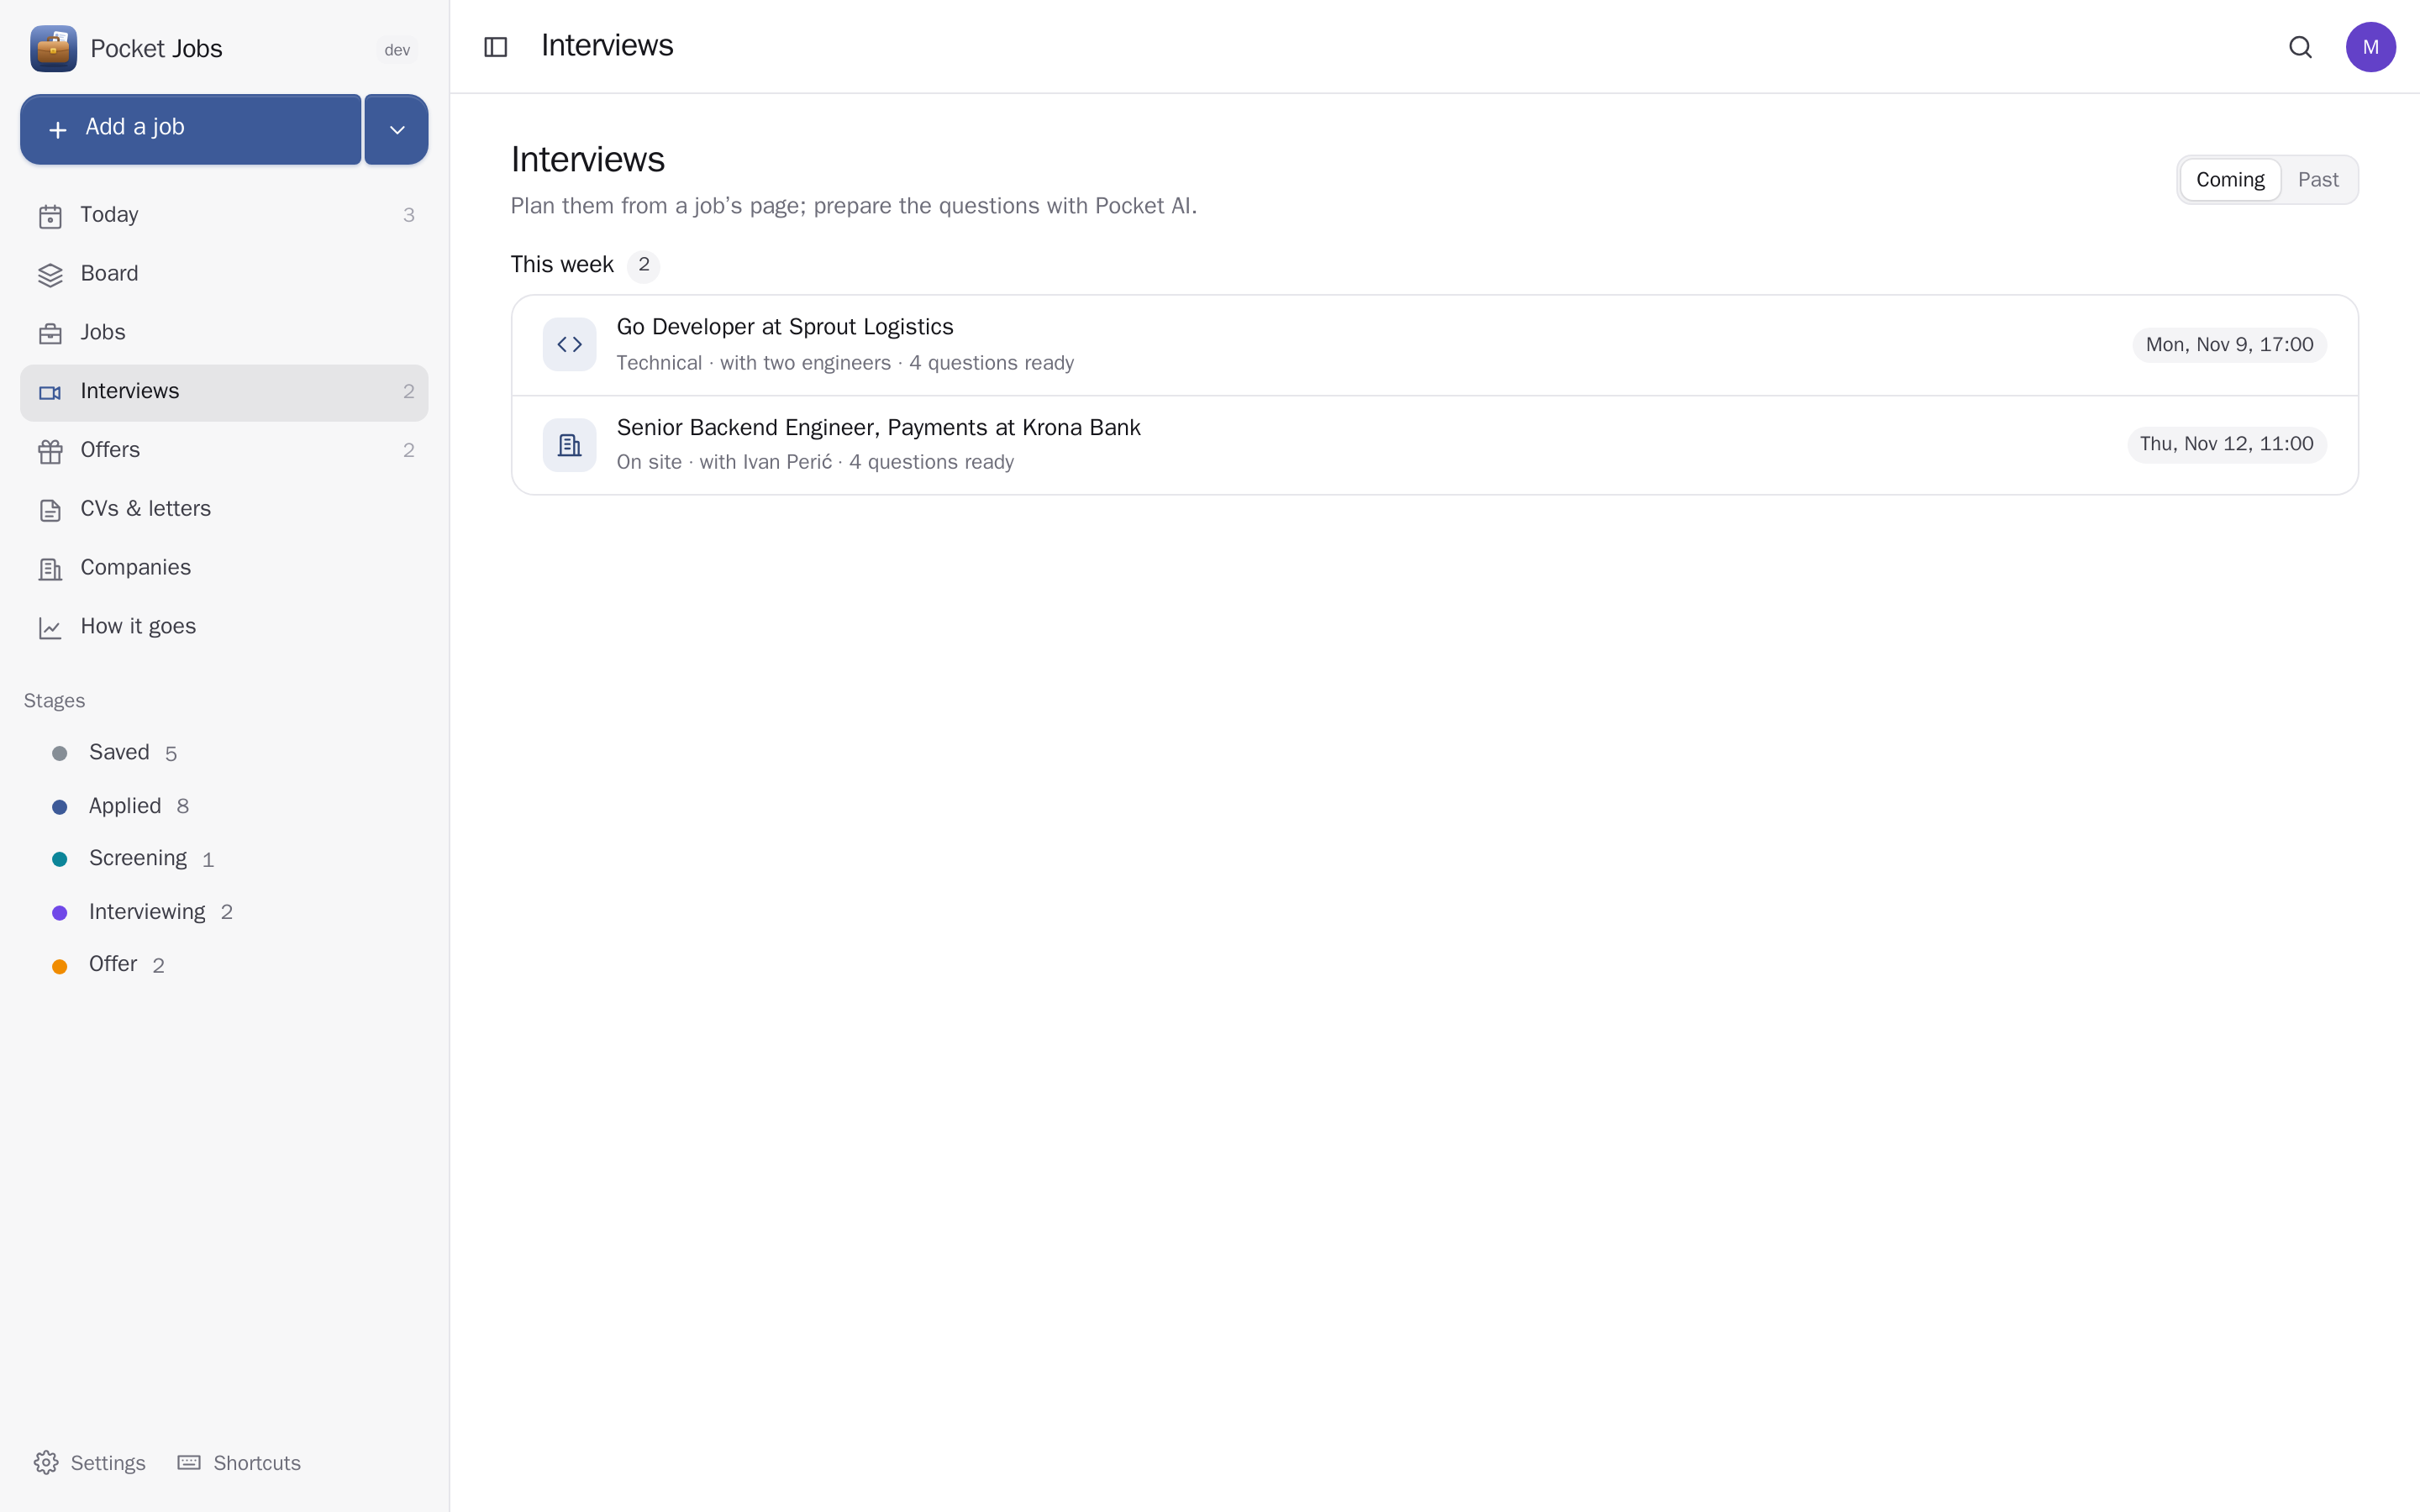 Pocket Jobs
dev
Add a job
Today 3
Board
Jobs
Interviews 2
Offers 2
CVs & letters
Companies
How it goes
Stages
Saved 5
Applied 8
Screening 1
Interviewing 2
Offer 2
Settings
Shortcuts
Interviews
M
Interviews
Plan them from a job’s page; prepare the questions with Pocket AI.
Coming
Past
This week 2
Go Developer at Sprout Logistics
Technical · with two engineers · 4 questions ready
Mon, Nov 9, 17:00
Senior Backend Engineer, Payments at Krona Bank
On site · with Ivan Perić · 4 questions ready
Thu, Nov 12, 11:00